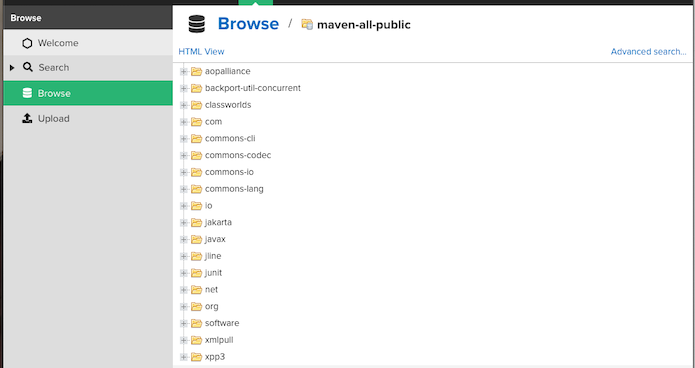 Browse
Welcome
Search
Browse
Upload
Browse / maven-all-public
HTML View
Advanced search...
aopalliance
backport-util-concurrent
classworlds
com
commons-cli
commons-codec
commons-io
commons-lang
io
jakarta
javax
jline
junit
net
org
software
xmlpull
xpp3